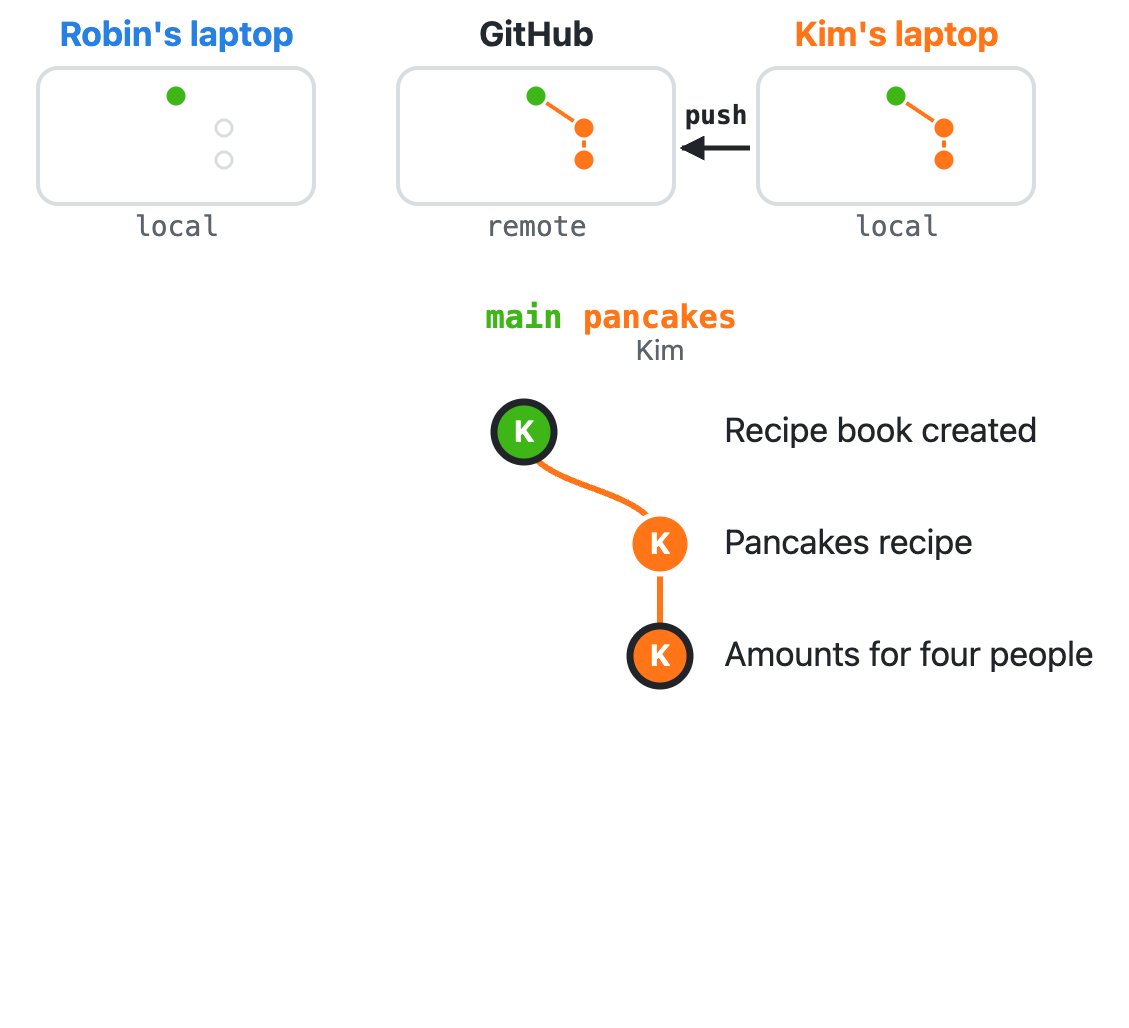 Robin's laptop
GitHub
Kim's laptop
push
local
remote
local
main pancakes
Kim
K Recipe book created
K Pancakes recipe
K Amounts for four people